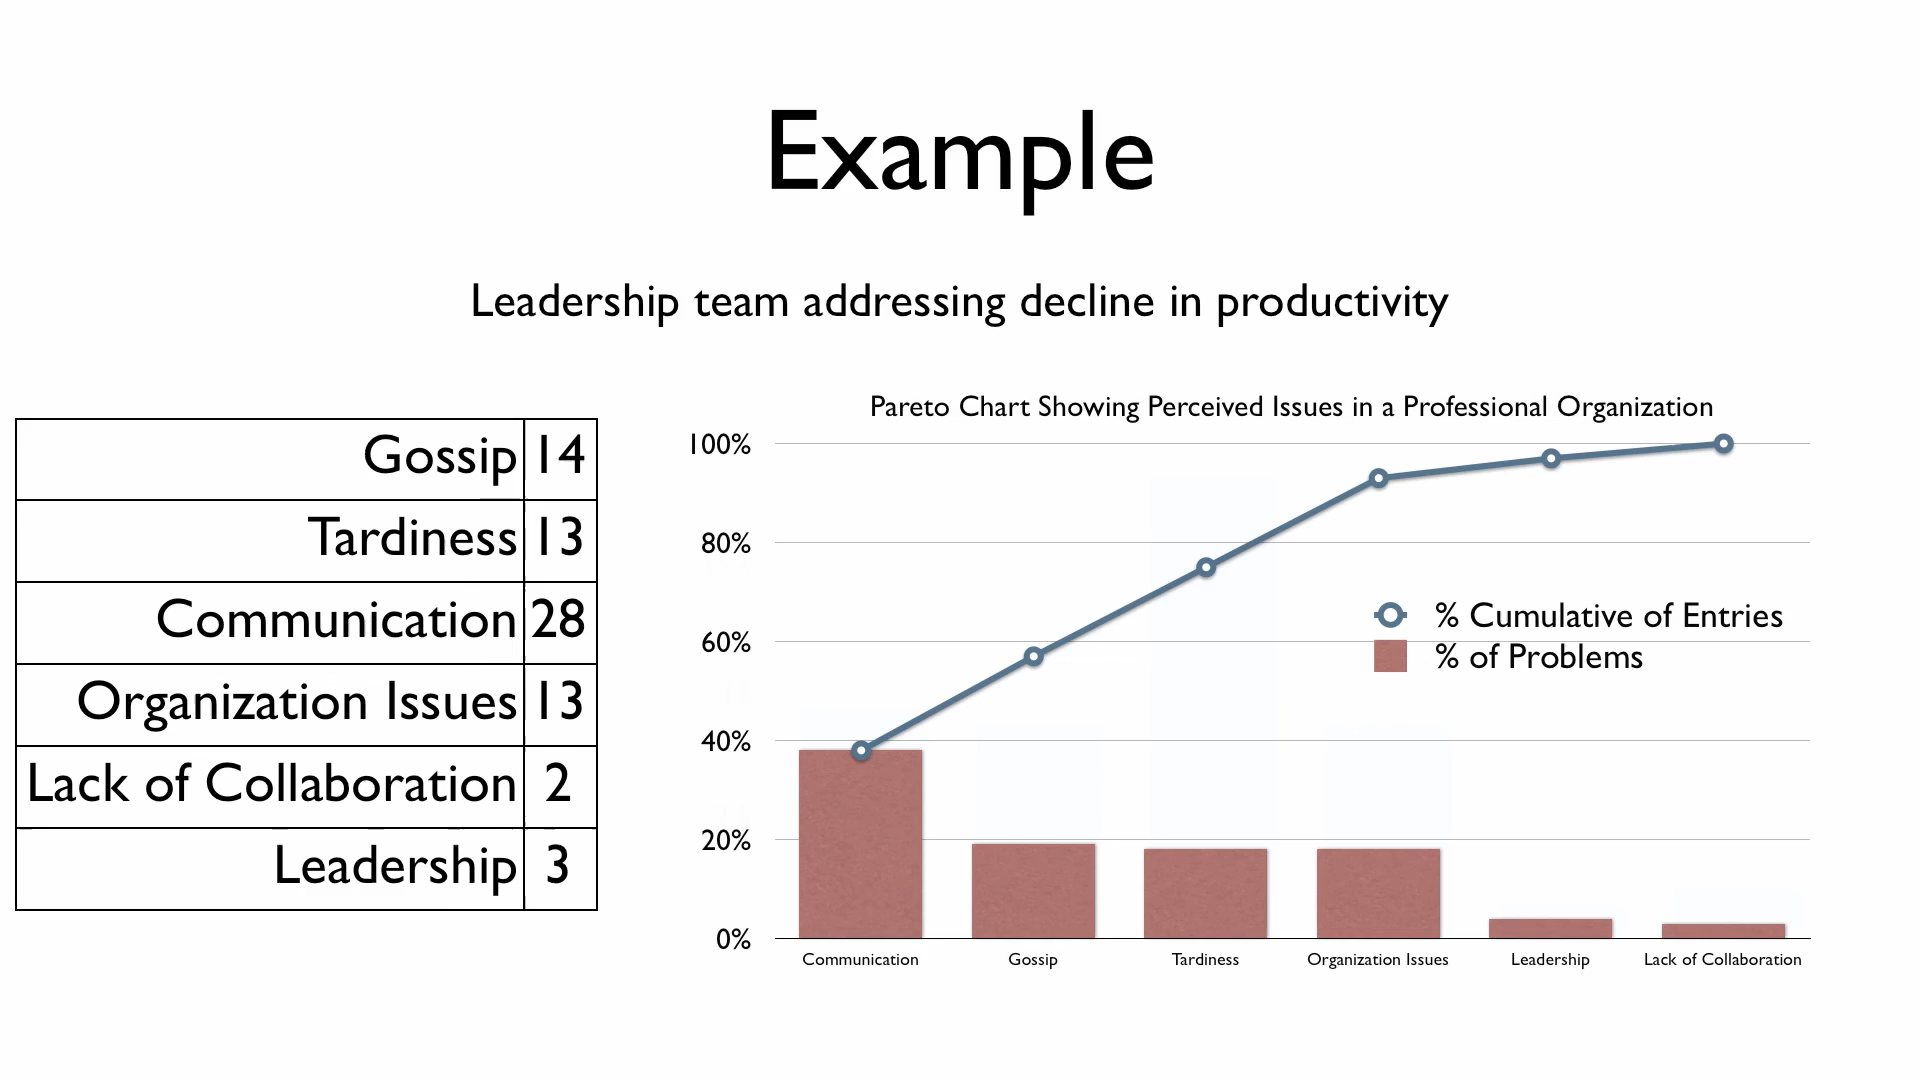 Example
Leadership team addressing decline in productivity
Gossip 14
Tardiness 13
Communication 28
Organization Issues 13
Lack of Collaboration 2
Leadership 3
Pareto Chart Showing Perceived Issues in a Professional Organization
100%
80%
60%
40%
20%
0%
% Cumulative of Entries
% of Problems
Communication Gossip Tardiness Organization Issues Leadership Lack of Collaboration